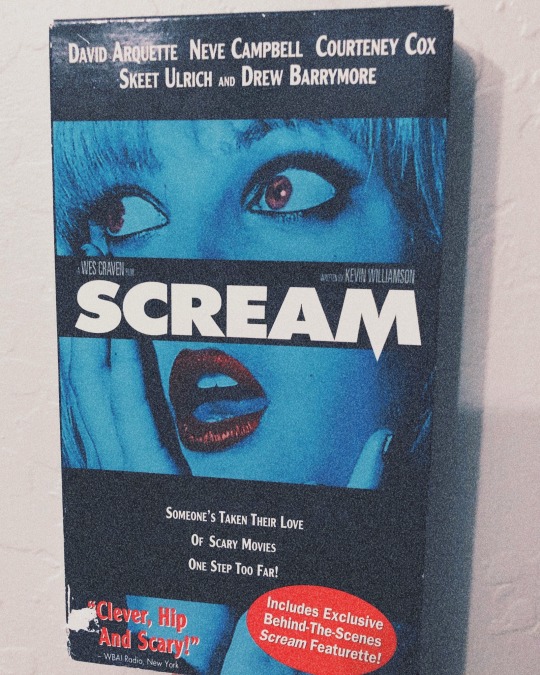 David Arquette Neve Campbell Courteney Cox
Skeet Ulrich and Drew Barrymore
A WES CRAVEN FILM
WRITTEN BY KEVIN WILLIAMSON
SCREAM
Someone's Taken Their Love
Of Scary Movies
One Step Too Far!
"Clever, Hip
And Scary!"
– WBAI Radio, New York
Includes Exclusive
Behind-The-Scenes
Scream Featurette!